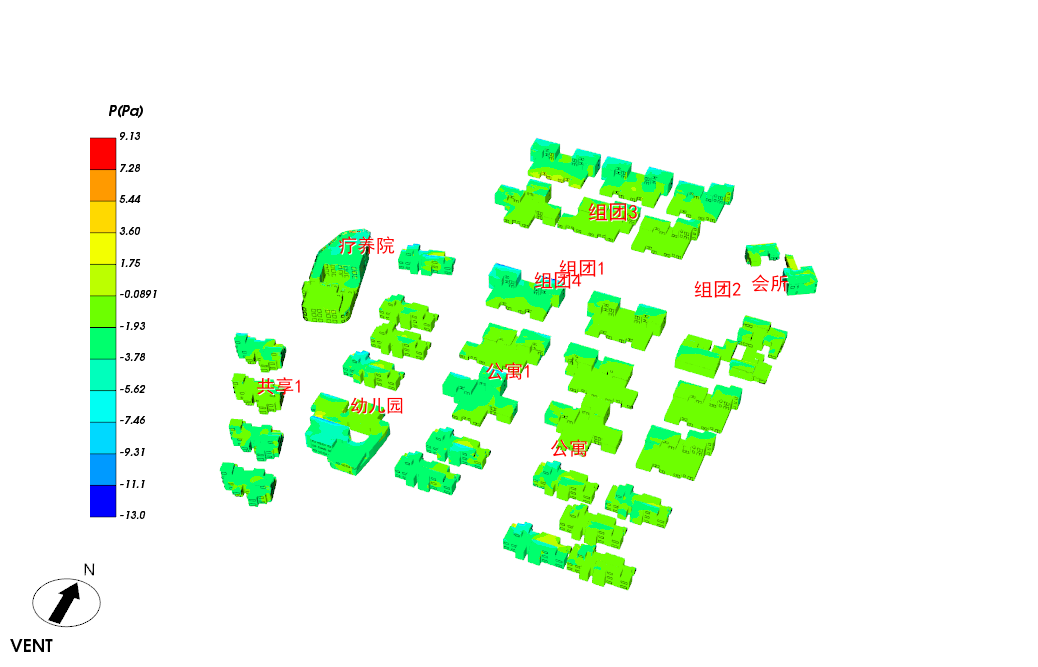 P(Pa)
9.13
7.28
5.44
3.60
1.75
-0.0891
-1.93
-3.78
-5.62
-7.46
-9.31
-11.1
-13.0
组团3
疗养院
组团1
组团4
组团2
会所
公寓1
共享1
幼儿园
公寓
N
VENT